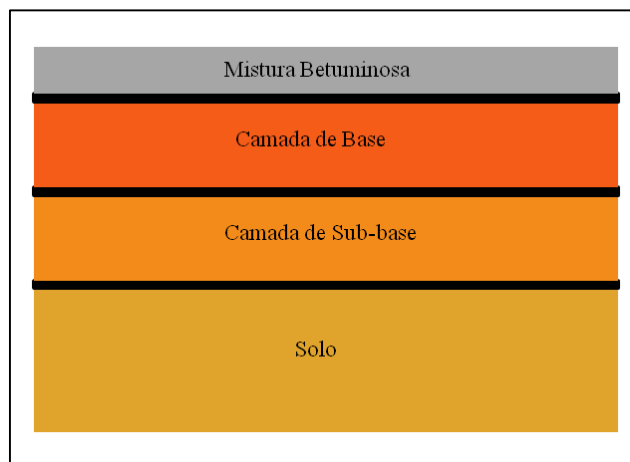 Mistura Betuminosa
Camada de Base
Camada de Sub-base
Solo